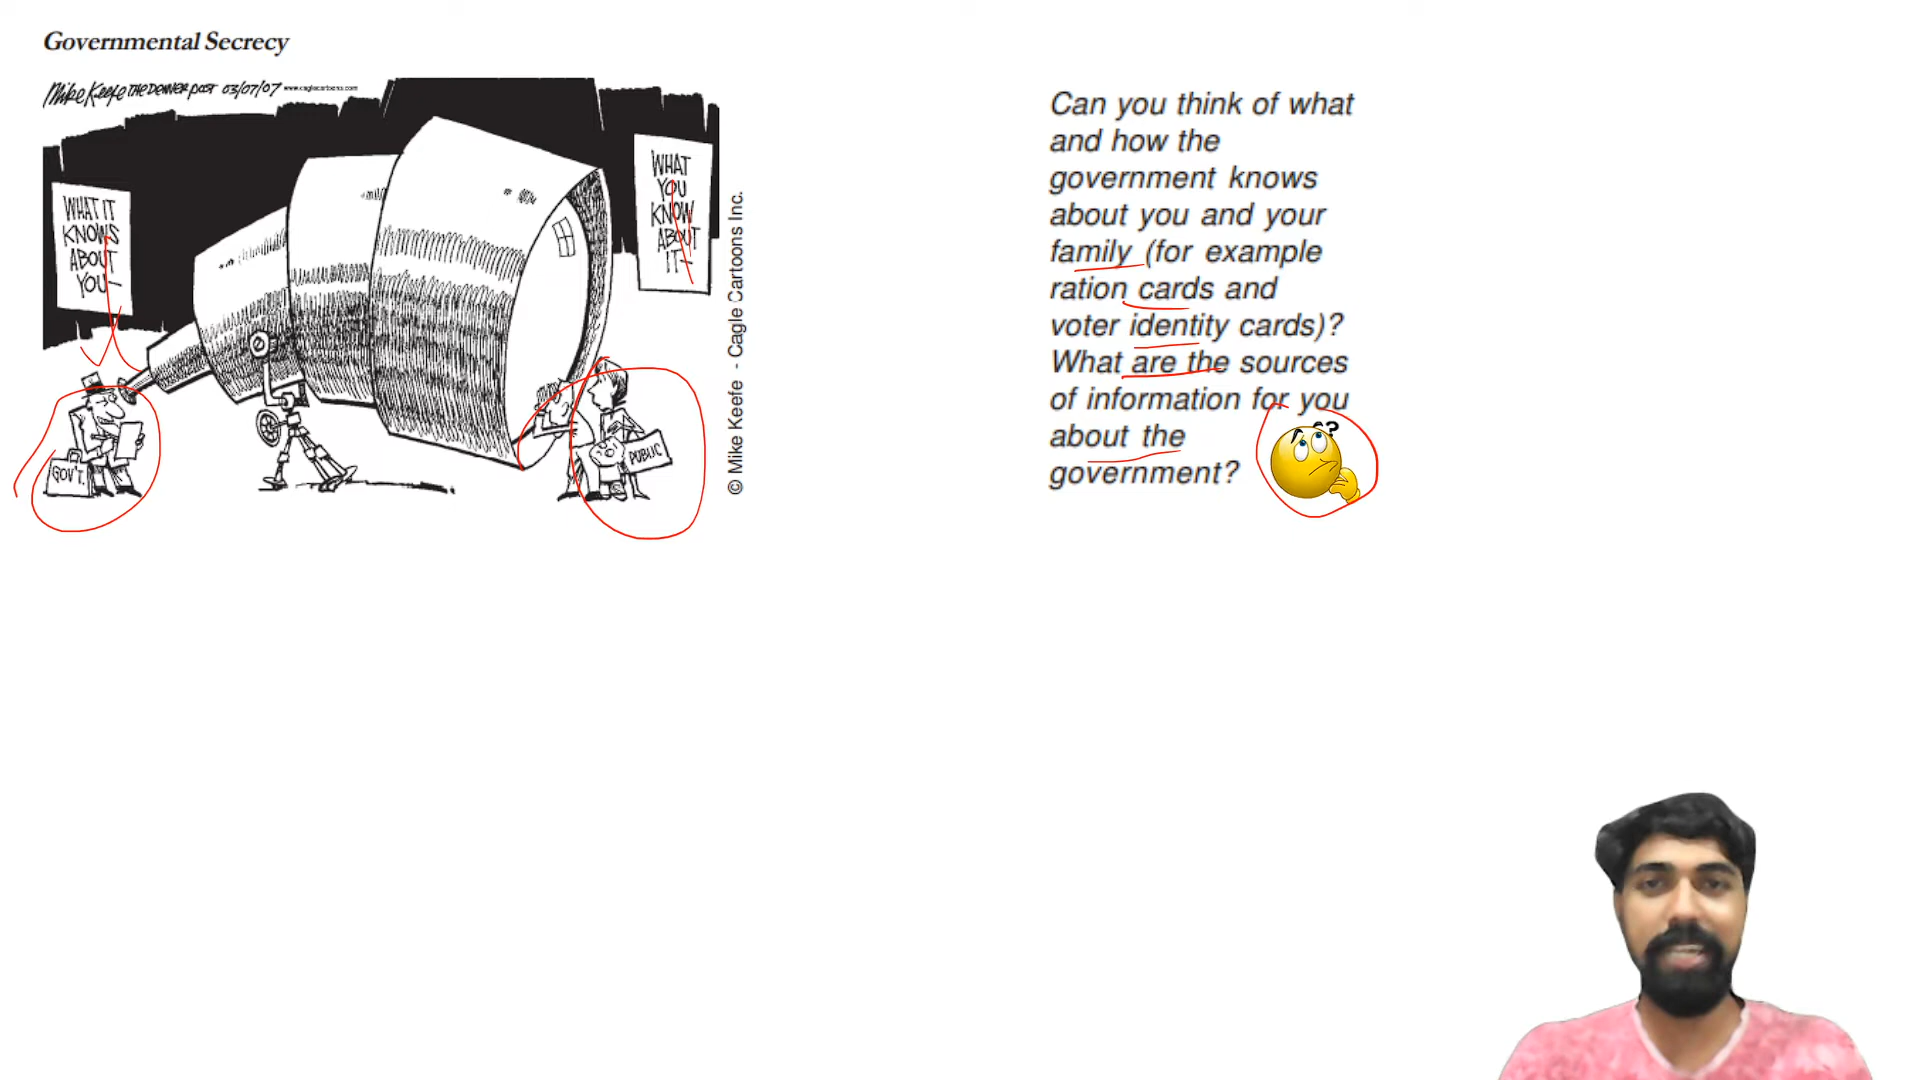 Governmental Secrecy
Mike Keefe THE DENVER POST 03/07/07 www.caglecartoons.com
WHAT IT
KNOWS
ABOUT
YOU—
WHAT
YOU
KNOW
ABOUT
IT—
GOV'T.
PUBLIC
© Mike Keefe - Cagle Cartoons Inc.
Can you think of what
and how the
government knows
about you and your
family (for example
ration cards and
voter identity cards)?
What are the sources
of information for you
about the
government?
??